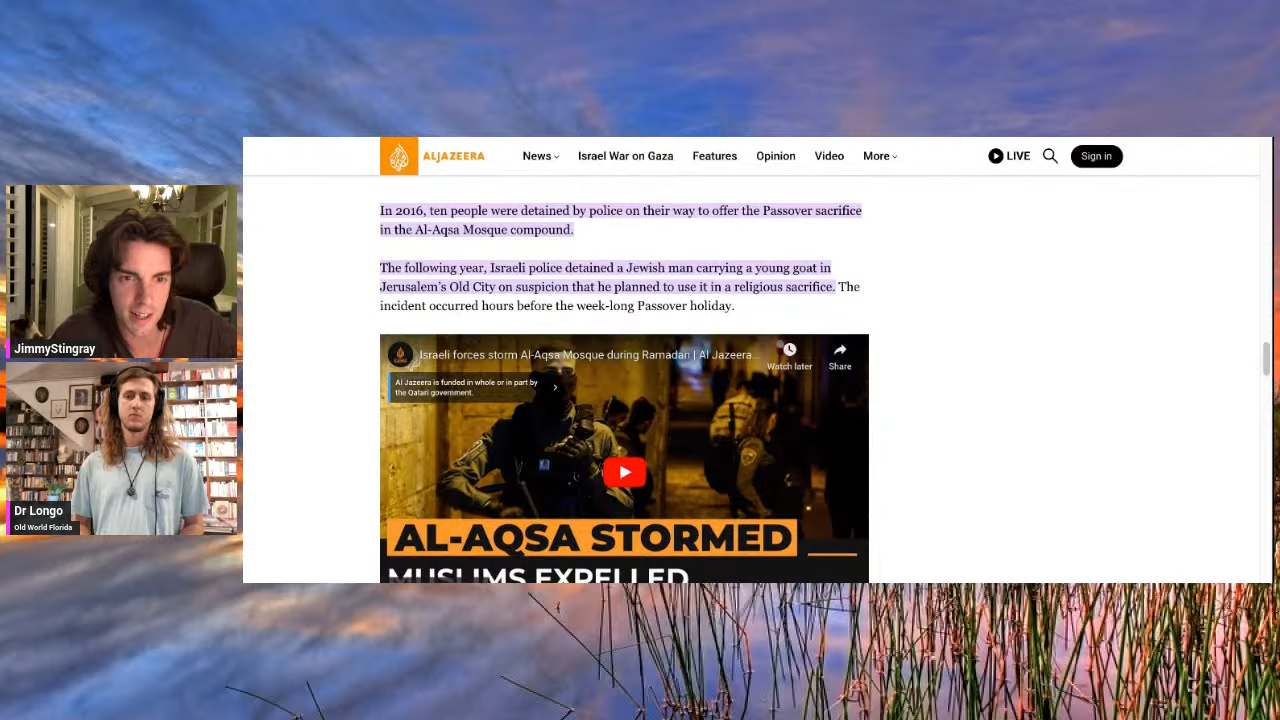 ALJAZEERA
News
Israel War on Gaza
Features
Opinion
Video
More
LIVE
Sign in
In 2016, ten people were detained by police on their way to offer the Passover sacrifice
in the Al-Aqsa Mosque compound.
The following year, Israeli police detained a Jewish man carrying a young goat in
Jerusalem’s Old City on suspicion that he planned to use it in a religious sacrifice. The
incident occurred hours before the week-long Passover holiday.
Israeli forces storm Al-Aqsa Mosque during Ramadan | Al Jazeera...
Watch later
Share
Al Jazeera is funded in whole or in part by
the Qatari government.
AL-AQSA STORMED
MUSLIMS EXPELLED
JimmyStingray
Dr Longo
Old World Florida